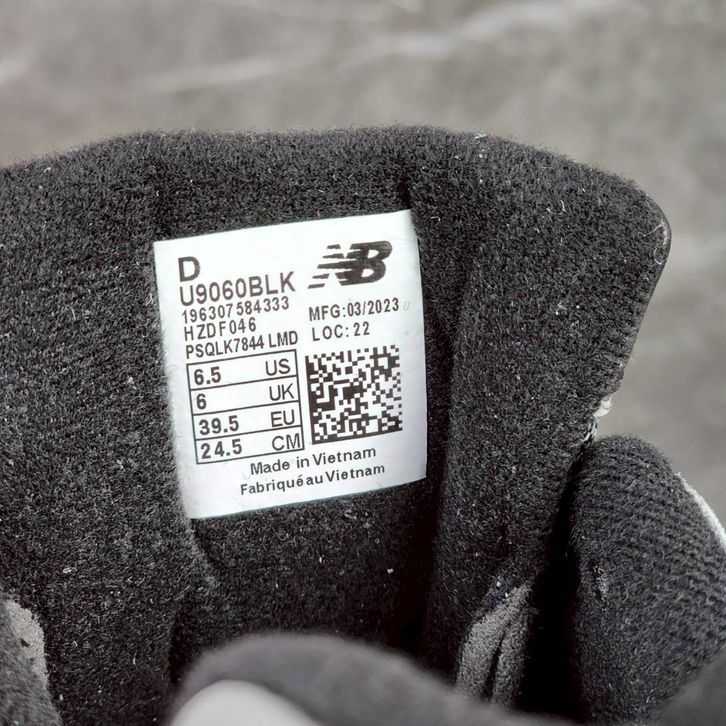 D
U9060BLK
NB
196307584333
HZDF046
PSQLK7844 LMD
MFG:03/2023
LOC: 22
6.5 US
6 UK
39.5 EU
24.5 CM
Made in Vietnam
Fabriqué au Vietnam